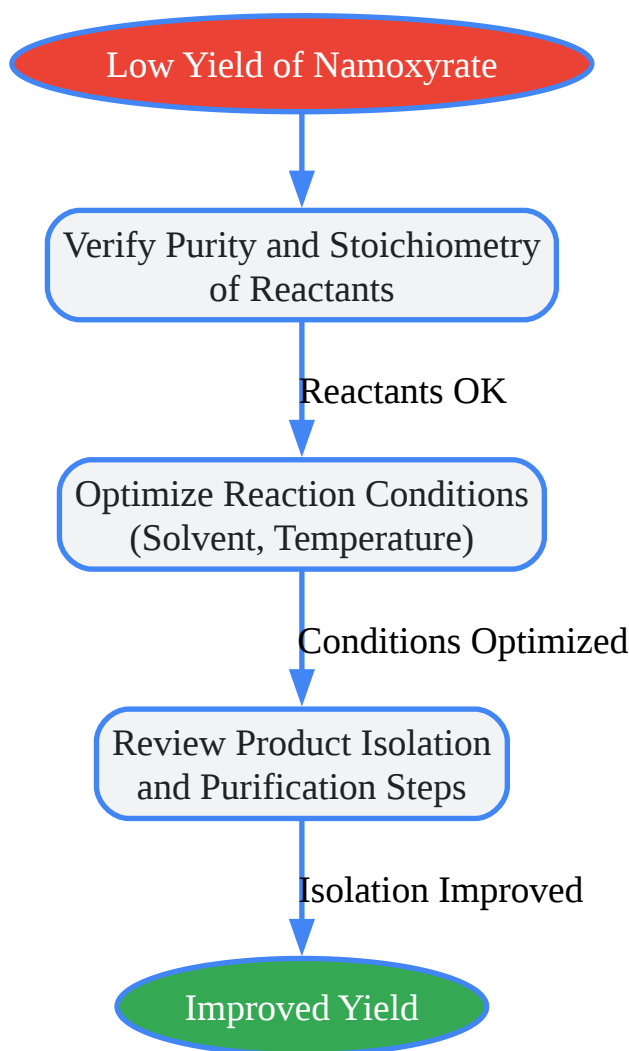 Low Yield of Namoxyrate
Verify Purity and Stoichiometry
of Reactants
Reactants OK
Optimize Reaction Conditions
(Solvent, Temperature)
Conditions Optimized
Review Product Isolation
and Purification Steps
Isolation Improved
Improved Yield